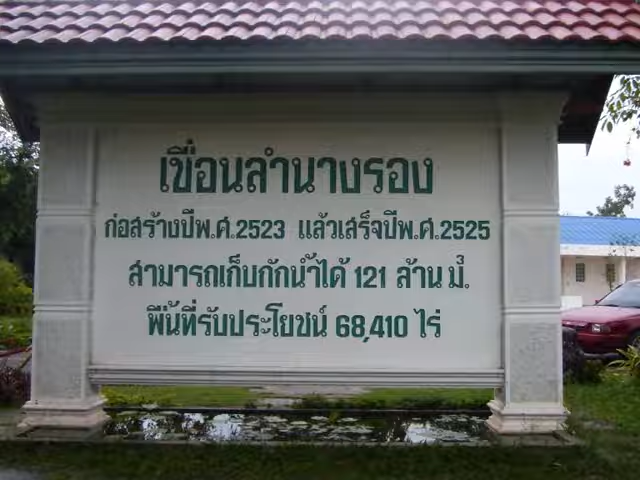 เขื่อนลำนางรอง
ก่อสร้างปีพ.ศ.2523 แล้วเสร็จปีพ.ศ.2525
สามารถเก็บกักน้ำได้ 121 ล้าน ม.³
พื้นที่รับประโยชน์ 68,410 ไร่